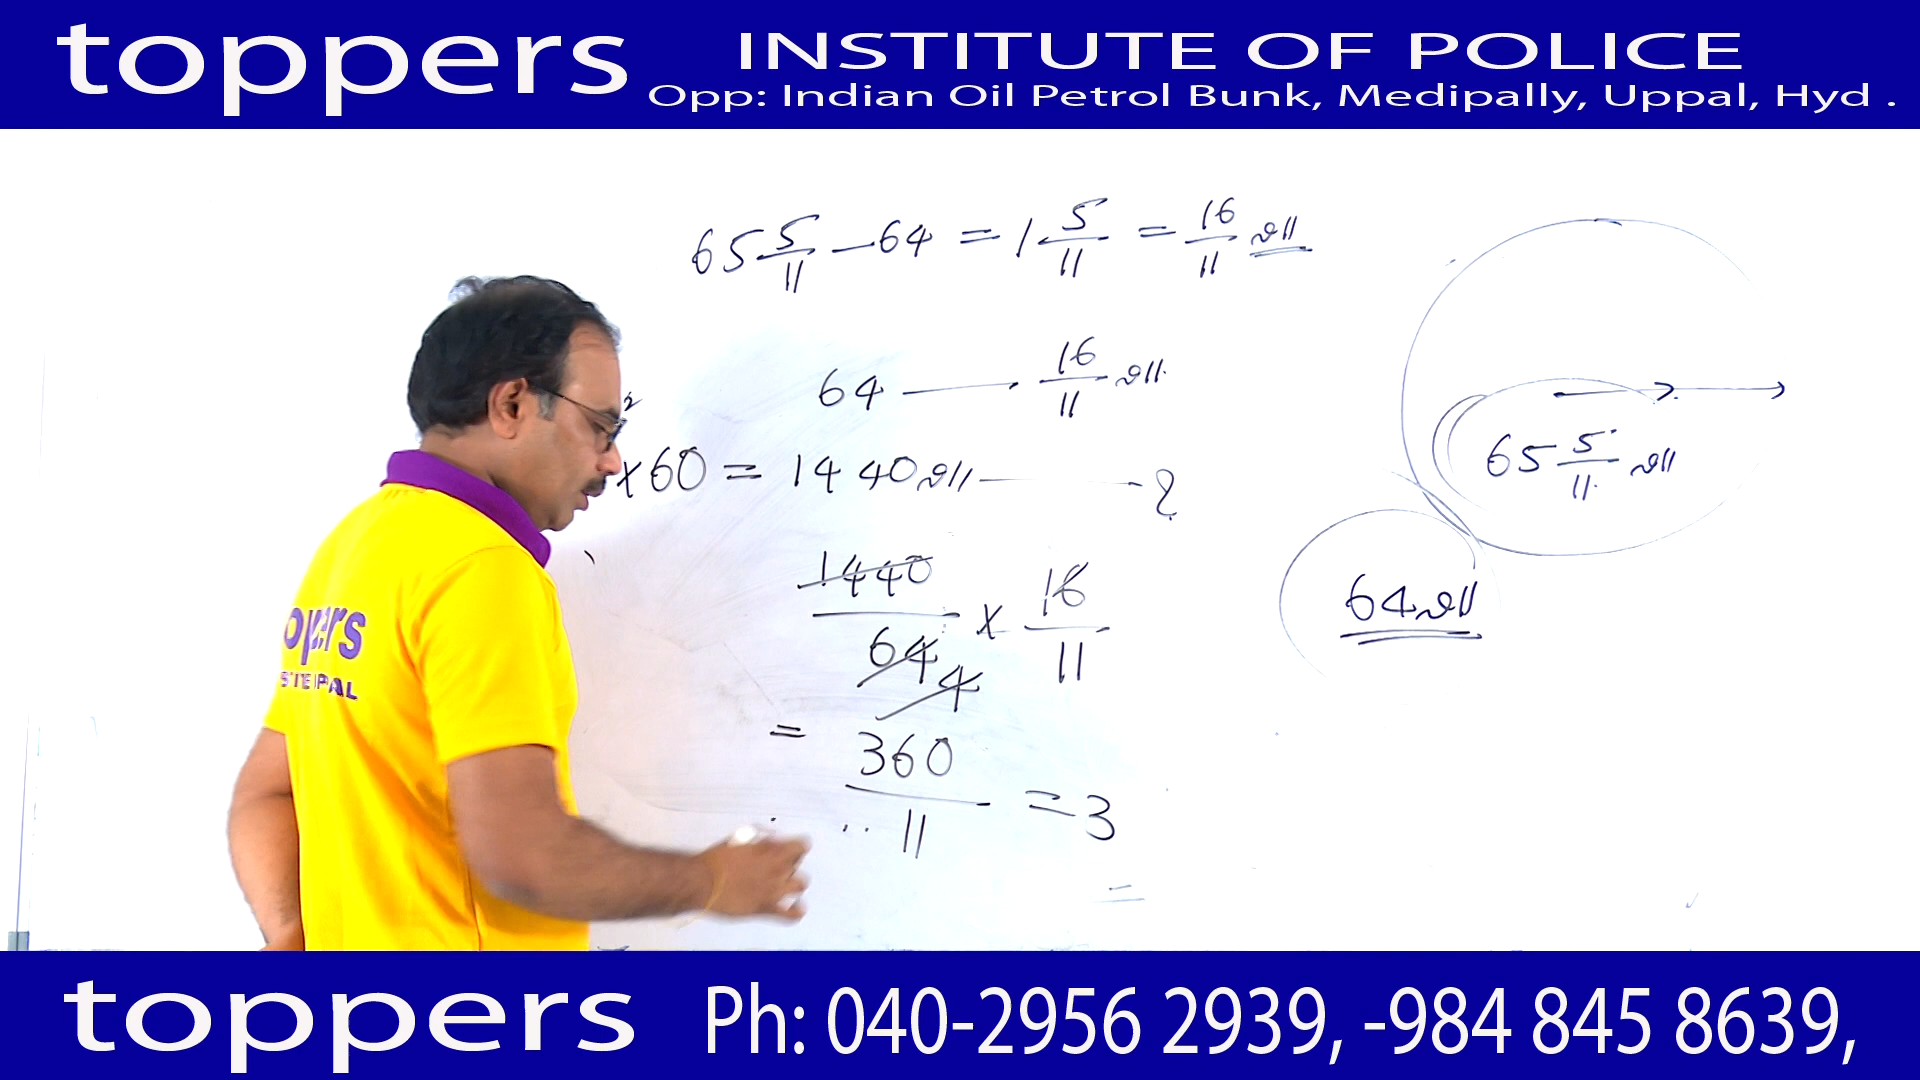 toppers
INSTITUTE OF POLICE
Opp: Indian Oil Petrol Bunk, Medipally, Uppal, Hyd .
65 5/11 — 64 = 1 5/11 = 16/11 ని॥
64 — 16/11 ని॥
x 60 = 1440 ని॥ — ?
1440/64 x 16/11
4
= 360/11 = 3
65 5/11 ని॥
64 ని॥
toppers
Ph: 040-2956 2939, -984 845 8639,